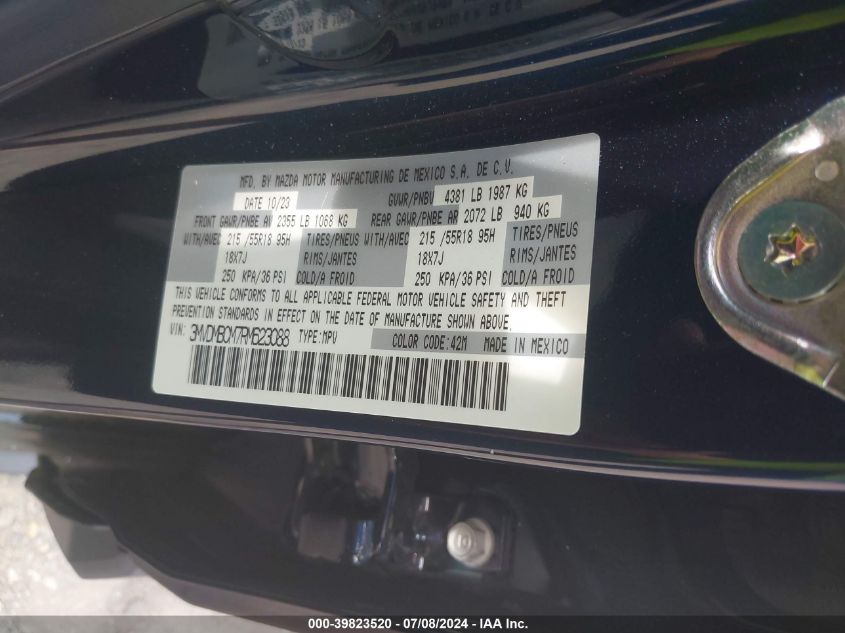 MFD. BY MAZDA MOTOR MANUFACTURING DE MEXICO S.A. DE C.V.
DATE 10/23 GVWR/PNBV 4381 LB 1987 KG
FRONT GAWR/PNBE AV 2355 LB 1068 KG REAR GAWR/PNBE AR 2072 LB 940 KG
WITH/AVEC 215 /55R18 95H TIRES/PNEUS WITH/AVEC 215 /55R18 95H TIRES/PNEUS
18X7J RIMS/JANTES 18X7J RIMS/JANTES
250 KPA/36 PSI COLD/A FROID 250 KPA/36 PSI COLD/A FROID
THIS VEHICLE CONFORMS TO ALL APPLICABLE FEDERAL MOTOR VEHICLE SAFETY AND THEFT
PREVENTION STANDARDS IN EFFECT ON THE DATE OF MANUFACTURE SHOWN ABOVE.
VIN: 3MVDMBCM7RM623088 TYPE:MPV COLOR CODE:42M MADE IN MEXICO
000-39823520 - 07/08/2024 - IAA Inc.